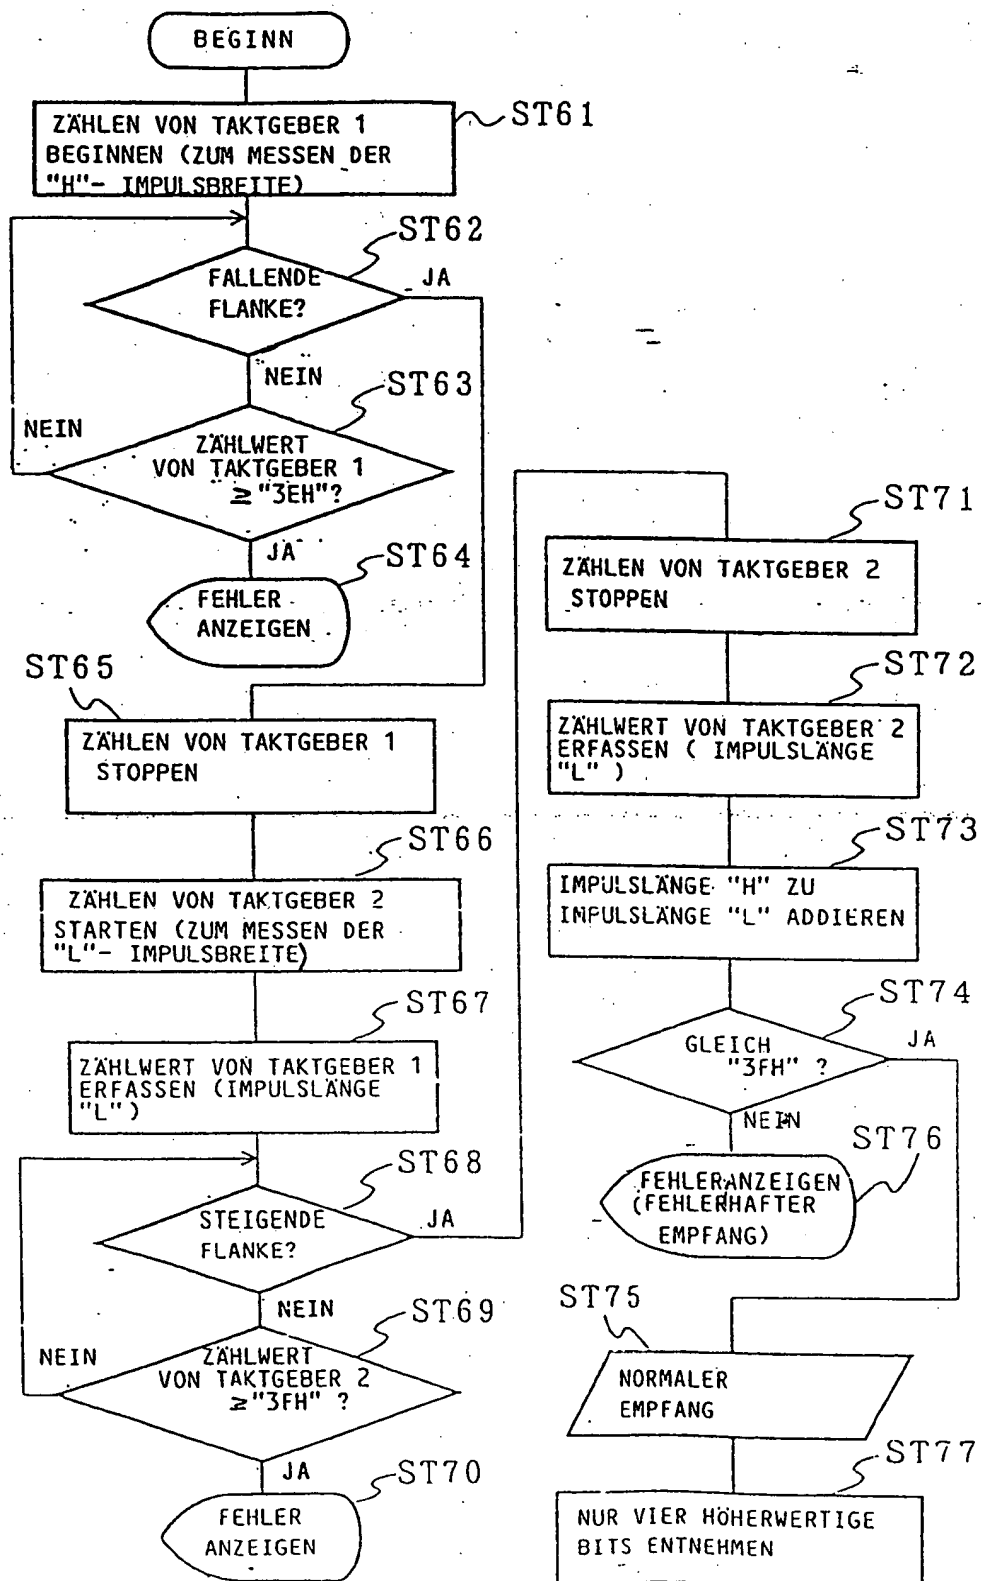 BEGINN
ST61
ZÄHLEN VON TAKTGEBER 1
BEGINNEN (ZUM MESSEN DER
"H"- IMPULSBREITE)
ST62
FALLENDE
FLANKE?
JA
NEIN
ST63
NEIN
ZÄHLWERT
VON TAKTGEBER 1
≥ "3EH"?
JA
ST64
FEHLER
ANZEIGEN
ST65
ZÄHLEN VON TAKTGEBER 1
STOPPEN
ST66
ZÄHLEN VON TAKTGEBER 2
STARTEN (ZUM MESSEN DER
"L"- IMPULSBREITE)
ST67
ZÄHLWERT VON TAKTGEBER 1
ERFASSEN (IMPULSLÄNGE
"L")
ST68
STEIGENDE
FLANKE?
JA
NEIN
ST69
NEIN
ZÄHLWERT
VON TAKTGEBER 2
≥"3FH" ?
JA
ST70
FEHLER
ANZEIGEN
ST71
ZÄHLEN VON TAKTGEBER 2
STOPPEN
ST72
ZÄHLWERT VON TAKTGEBER 2
ERFASSEN ( IMPULSLÄNGE
"L" )
ST73
IMPULSLÄNGE "H" ZU
IMPULSLÄNGE "L" ADDIEREN
ST74
GLEICH
"3FH" ?
JA
NEIN
ST76
FEHLERANZEIGEN
(FEHLERHAFTER
EMPFANG)
ST75
NORMALER
EMPFANG
ST77
NUR VIER HÖHERWERTIGE
BITS ENTNEHMEN